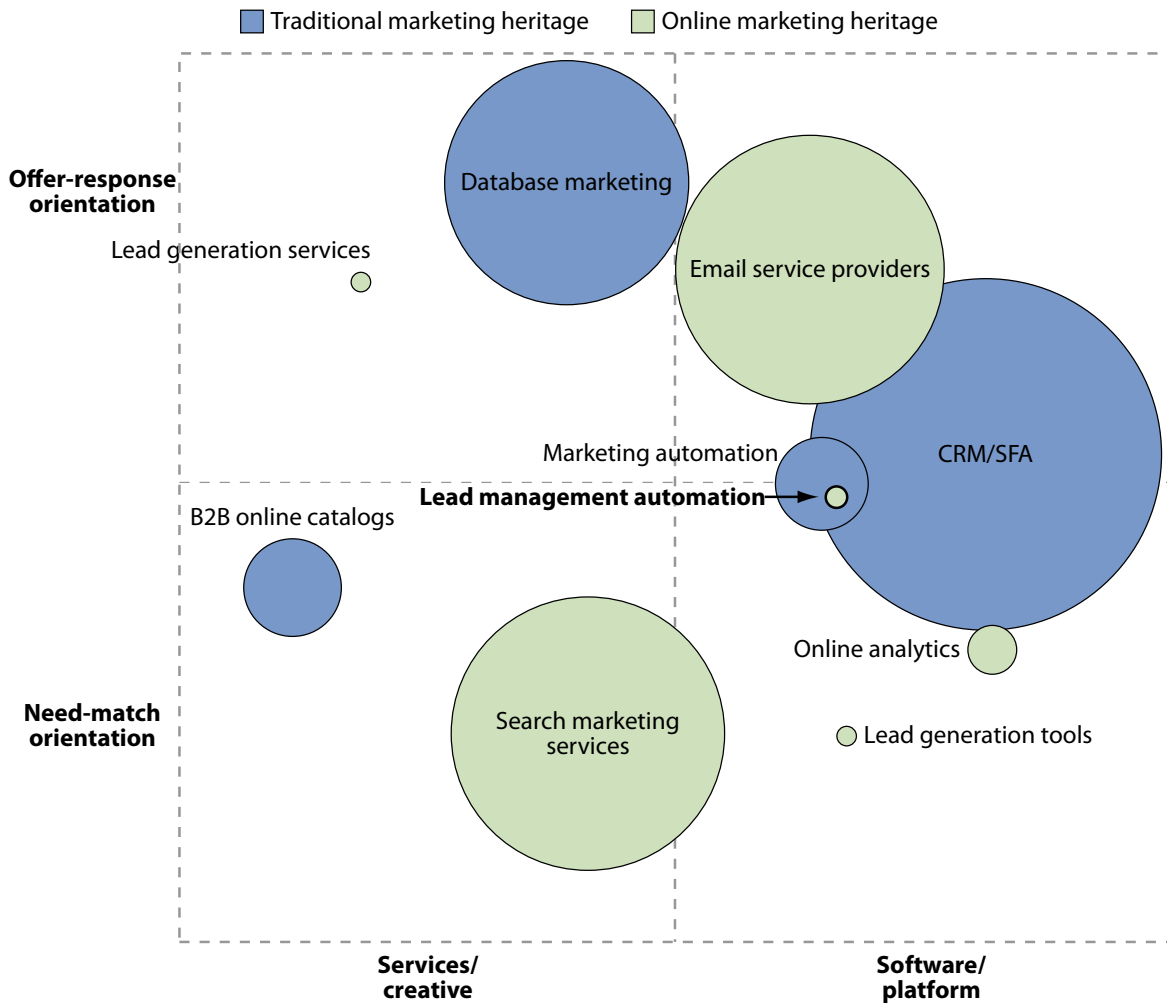 Traditional marketing heritage
Online marketing heritage
Database marketing
Offer-response
orientation
Lead generation services
Email service providers
Marketing automation
CRM/SFA
Lead management automation
B2B online catalogs
Online analytics
Need-match
orientation
Search marketing
services
Lead generation tools
Services/
creative
Software/
platform